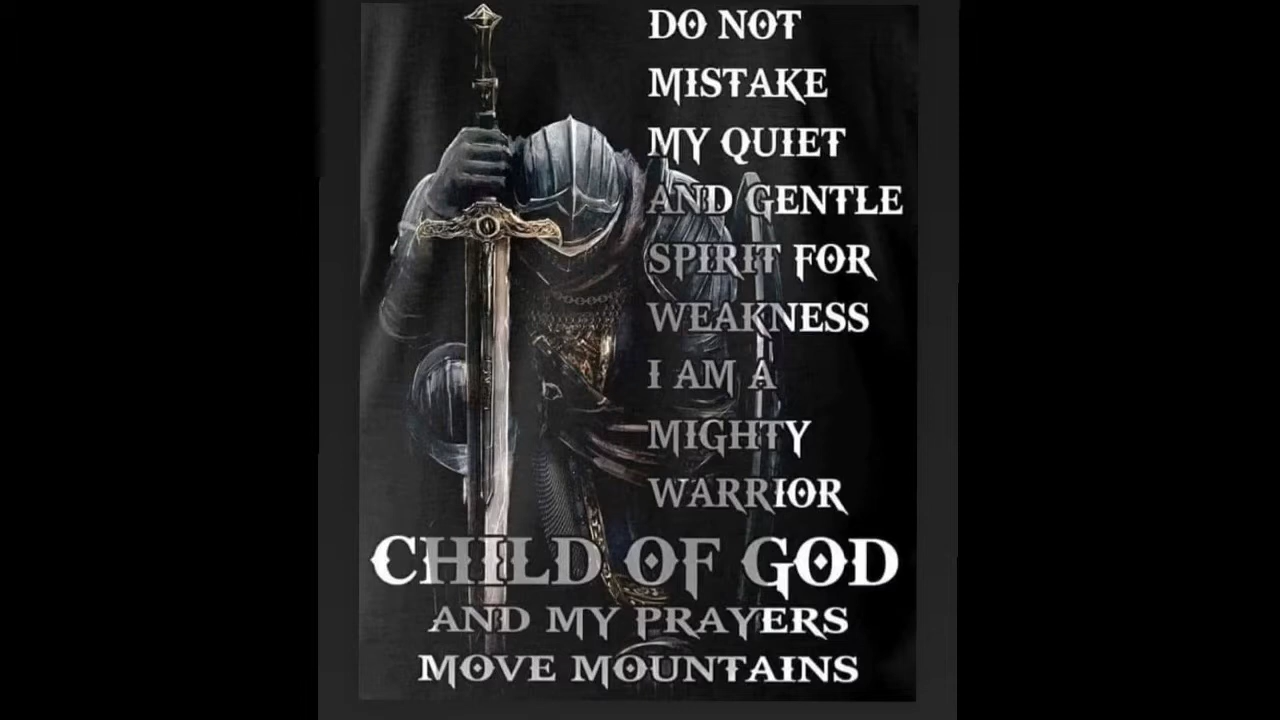 DO NOT
MISTAKE
MY QUIET
AND GENTLE
SPIRIT FOR
WEAKNESS
I AM A
MIGHTY
WARRIOR
CHILD OF GOD
AND MY PRAYERS
MOVE MOUNTAINS